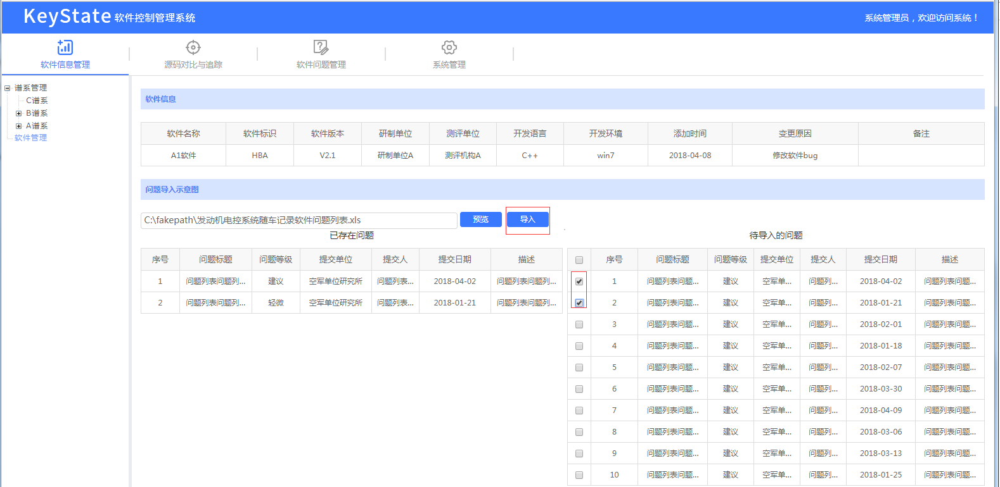 KeyState 软件控制管理系统
系统管理员，欢迎访问系统！
软件信息管理 源码对比与追踪 软件问题管理 系统管理
谱系管理
C谱系
B谱系
A谱系
软件管理
软件信息
软件名称 软件标识 软件版本 研制单位 测评单位 开发语言 开发环境 添加时间 变更原因 备注
A1软件 HBA V2.1 研制单位A 测评机构A C++ win7 2018-04-08 修改软件bug
问题导入示意图
C:\fakepath\发动机电控系统随车记录软件问题列表.xls 预览 导入
已存在问题
序号 问题标题 问题等级 提交单位 提交人 提交日期 描述
1 问题列表问题列... 建议 空军单位研究所 问题列表... 2018-04-02 问题列表问题列...
2 问题列表问题列... 轻微 空军单位研究所 问题列表... 2018-01-21 问题列表问题列...
待导入的问题
序号 问题标题 问题等级 提交单位 提交人 提交日期 描述
1 问题列表问题... 建议 空军单... 问题列... 2018-04-02 问题列表问题...
2 问题列表问题... 建议 空军单... 问题列... 2018-01-21 问题列表问题...
3 问题列表问题... 建议 空军单... 问题列... 2018-02-01 问题列表问题...
4 问题列表问题... 建议 空军单... 问题列... 2018-01-18 问题列表问题...
5 问题列表问题... 建议 空军单... 问题列... 2018-02-07 问题列表问题...
6 问题列表问题... 建议 空军单... 问题列... 2018-03-30 问题列表问题...
7 问题列表问题... 建议 空军单... 问题列... 2018-04-09 问题列表问题...
8 问题列表问题... 建议 空军单... 问题列... 2018-03-06 问题列表问题...
9 问题列表问题... 建议 空军单... 问题列... 2018-03-13 问题列表问题...
10 问题列表问题... 建议 空军单... 问题列... 2018-01-25 问题列表问题...